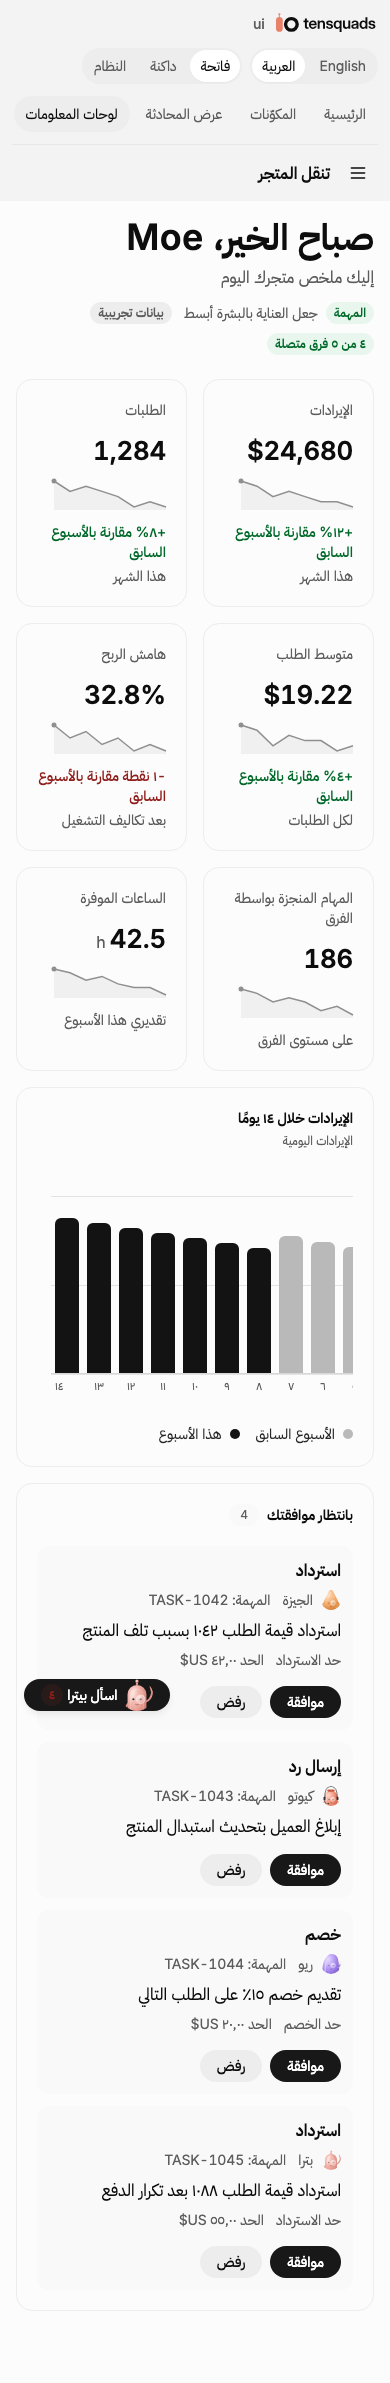 tensquads ui
English العربية فاتحة داكنة النظام
الرئيسية المكوّنات عرض المحادثة لوحات المعلومات
تنقل المتجر
صباح الخير، Moe
إليك ملخص متجرك اليوم
المهمة جعل العناية بالبشرة أبسط بيانات تجريبية
٤ من ٥ فرق متصلة
الإيرادات
$24,680
+١٢% مقارنة بالأسبوع
السابق
هذا الشهر
الطلبات
1,284
+٨% مقارنة بالأسبوع
السابق
هذا الشهر
متوسط الطلب
$19.22
+٤% مقارنة بالأسبوع
السابق
لكل الطلبات
هامش الربح
32.8%
-١ نقطة مقارنة بالأسبوع
السابق
بعد تكاليف التشغيل
المهام المنجزة بواسطة
الفرق
186
على مستوى الفرق
الساعات الموفرة
42.5 h
تقديري هذا الأسبوع
الإيرادات خلال ١٤ يومًا
الإيرادات اليومية
٦ ٧ ٨ ٩ ١٠ ١١ ١٢ ١٣ ١٤
الأسبوع السابق هذا الأسبوع
بانتظار موافقتك 4
استرداد
الجيزة المهمة: TASK-1042
استرداد قيمة الطلب ١٠٤٢ بسبب تلف المنتج
حد الاسترداد الحد ٤٢,٠٠ US$
موافقة رفض
اسأل بيترا ٤
إرسال رد
كيوتو المهمة: TASK-1043
إبلاغ العميل بتحديث استبدال المنتج
موافقة رفض
خصم
ريو المهمة: TASK-1044
تقديم خصم ١٥٪ على الطلب التالي
حد الخصم الحد ٢٠,٠٠ US$
موافقة رفض
استرداد
بترا المهمة: TASK-1045
استرداد قيمة الطلب ١٠٨٨ بعد تكرار الدفع
حد الاسترداد الحد ٥٥,٠٠ US$
موافقة رفض